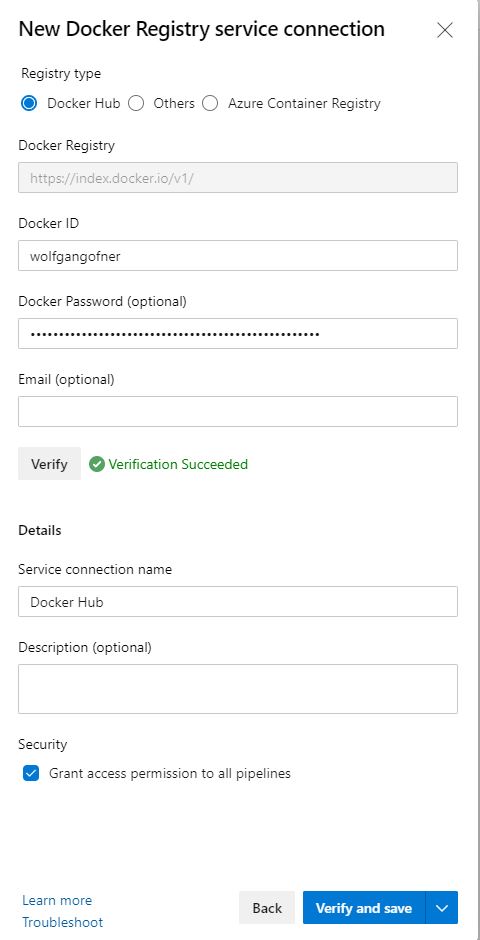 New Docker Registry service connection
Registry type
Docker Hub Others Azure Container Registry
Docker Registry
https://index.docker.io/v1/
Docker ID
wolfgangofner
Docker Password (optional)
Email (optional)
Verify Verification Succeeded
Details
Service connection name
Docker Hub
Description (optional)
Security
Grant access permission to all pipelines
Learn more
Back Verify and save
Troubleshoot